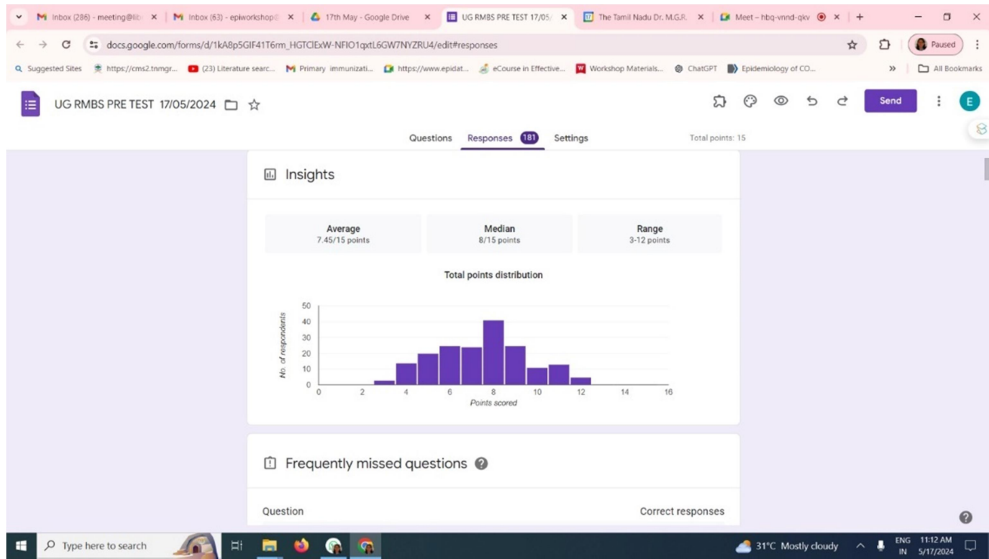 Inbox (286) - meeting@lib
Inbox (63) - epiworkshop@
17th May - Google Drive
UG RMBS PRE TEST 17/05/
The Tamil Nadu Dr. M.G.R.
Meet – hbq-vnnd-qkv
docs.google.com/forms/d/1kA8p5GIF41T6rm_HGTClExW-NFIO1qxtL6GW7NYZRU4/edit#responses
Paused
Suggested Sites
https://cms2.tnmgr...
(23) Literature searc...
Primary immunizati...
https://www.epidat...
eCourse in Effective...
Workshop Materials...
ChatGPT
Epidemiology of CO...
All Bookmarks
UG RMBS PRE TEST 17/05/2024
Send
E
Questions
Responses 181
Settings
Total points: 15
Insights
Average
7.45/15 points
Median
8/15 points
Range
3-12 points
Total points distribution
No. of respondents
50
40
30
20
10
0
0 2 4 6 8 10 12 14 16
Points scored
Frequently missed questions
Question
Correct responses
Type here to search
31°C Mostly cloudy
ENG
IN
11:12 AM
5/17/2024